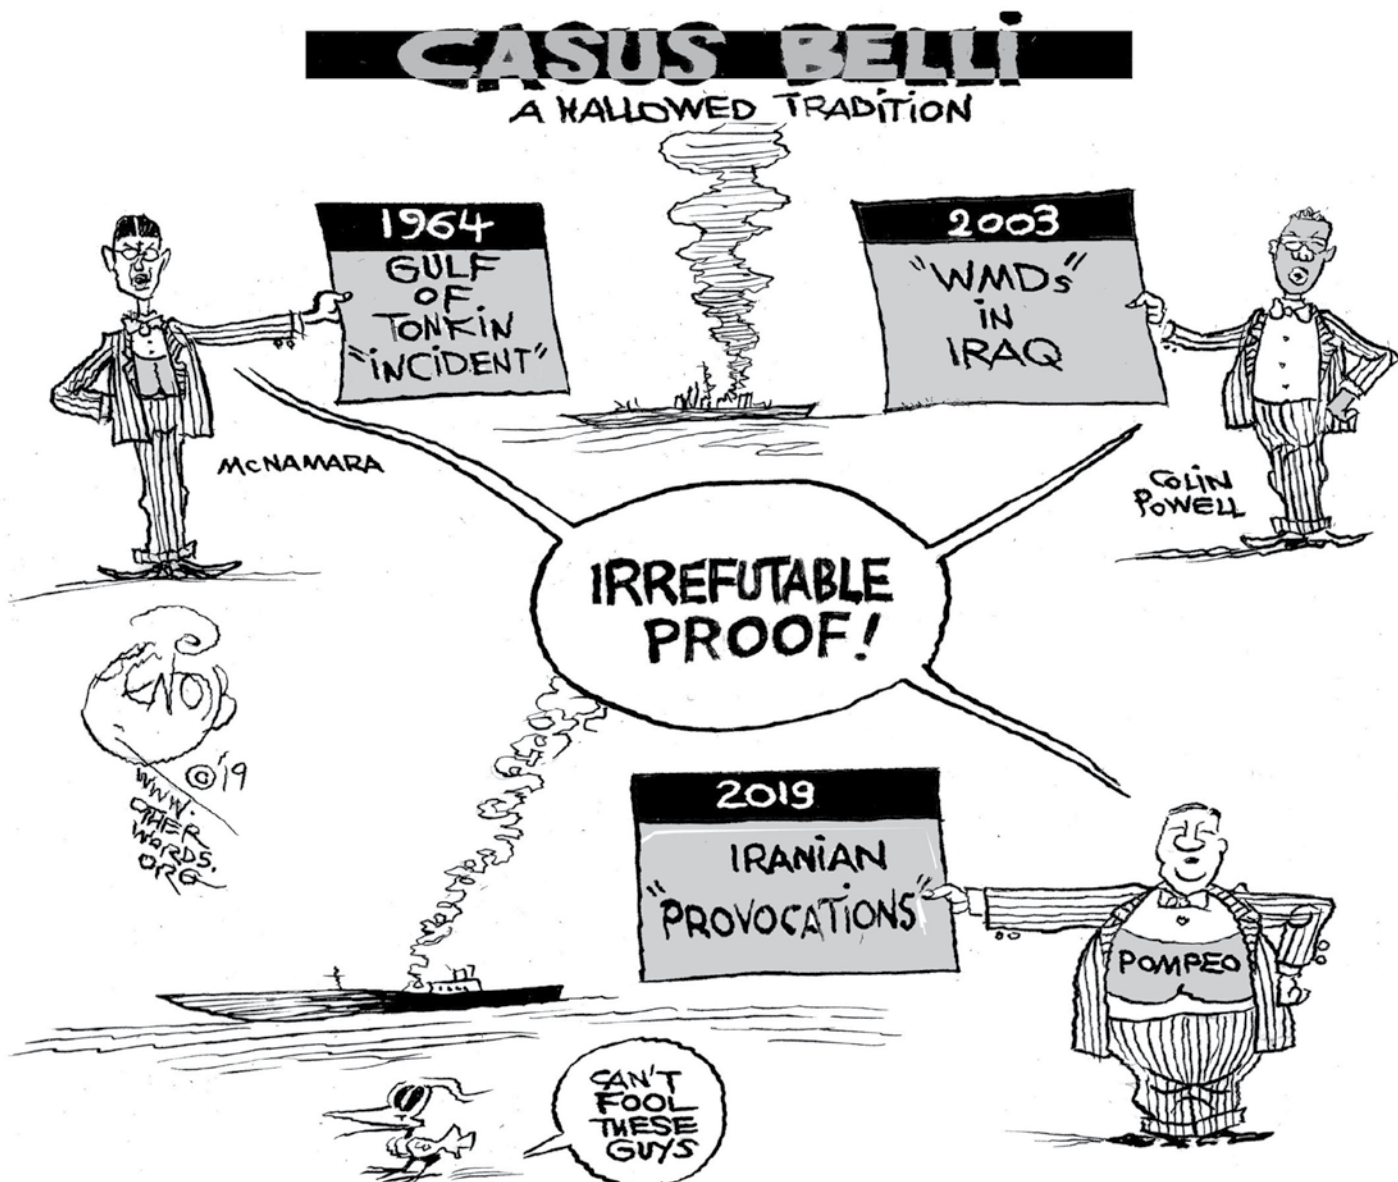 CASUS BELLi
A HALLOWED TRADiTiON
1964
GULF
OF
TONKiN
"iNCiDENT"
McNAMARA
2003
"WMDs"
iN
IRAQ
COLiN
POWELL
IRREFUTABLE
PROOF!
©'19
WWW.
OTHER
WORDS.
ORG
2019
IRANiAN
"PROVOCATiONS"
POMPEO
CAN'T
FOOL
THESE
GUYS